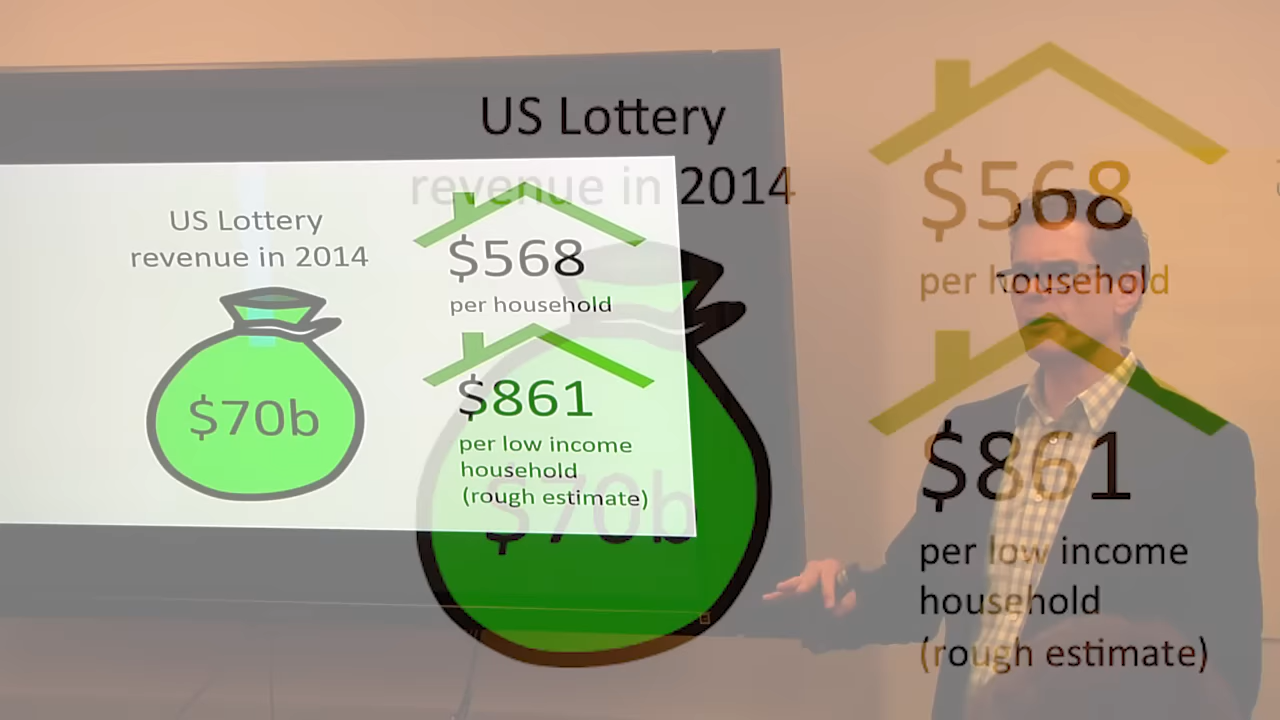 US Lottery
revenue in 2014
$70b
$568
per household
$861
per low income
household
(rough estimate)
US Lottery
revenue in 2014
$70b
$568
per household
$861
per low income
household
(rough estimate)